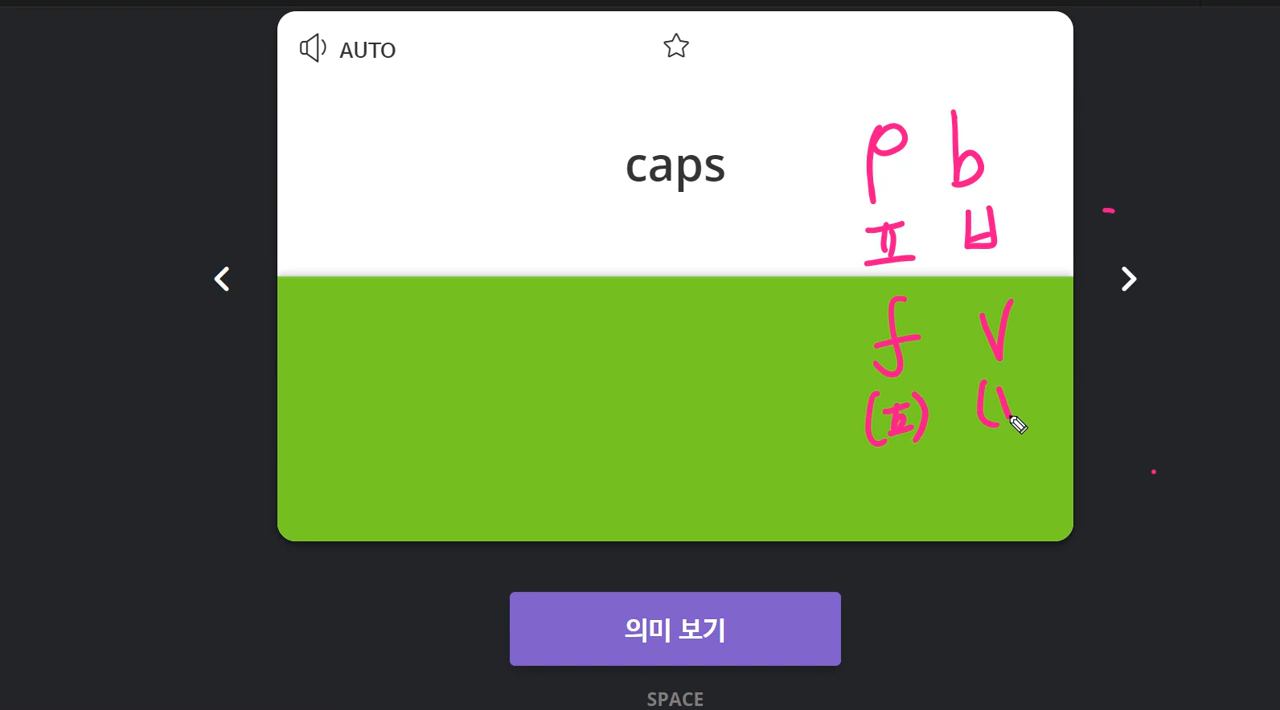 AUTO
caps
p b
ㅍ ㅂ
f v
(ㅍ) (
의미 보기
SPACE